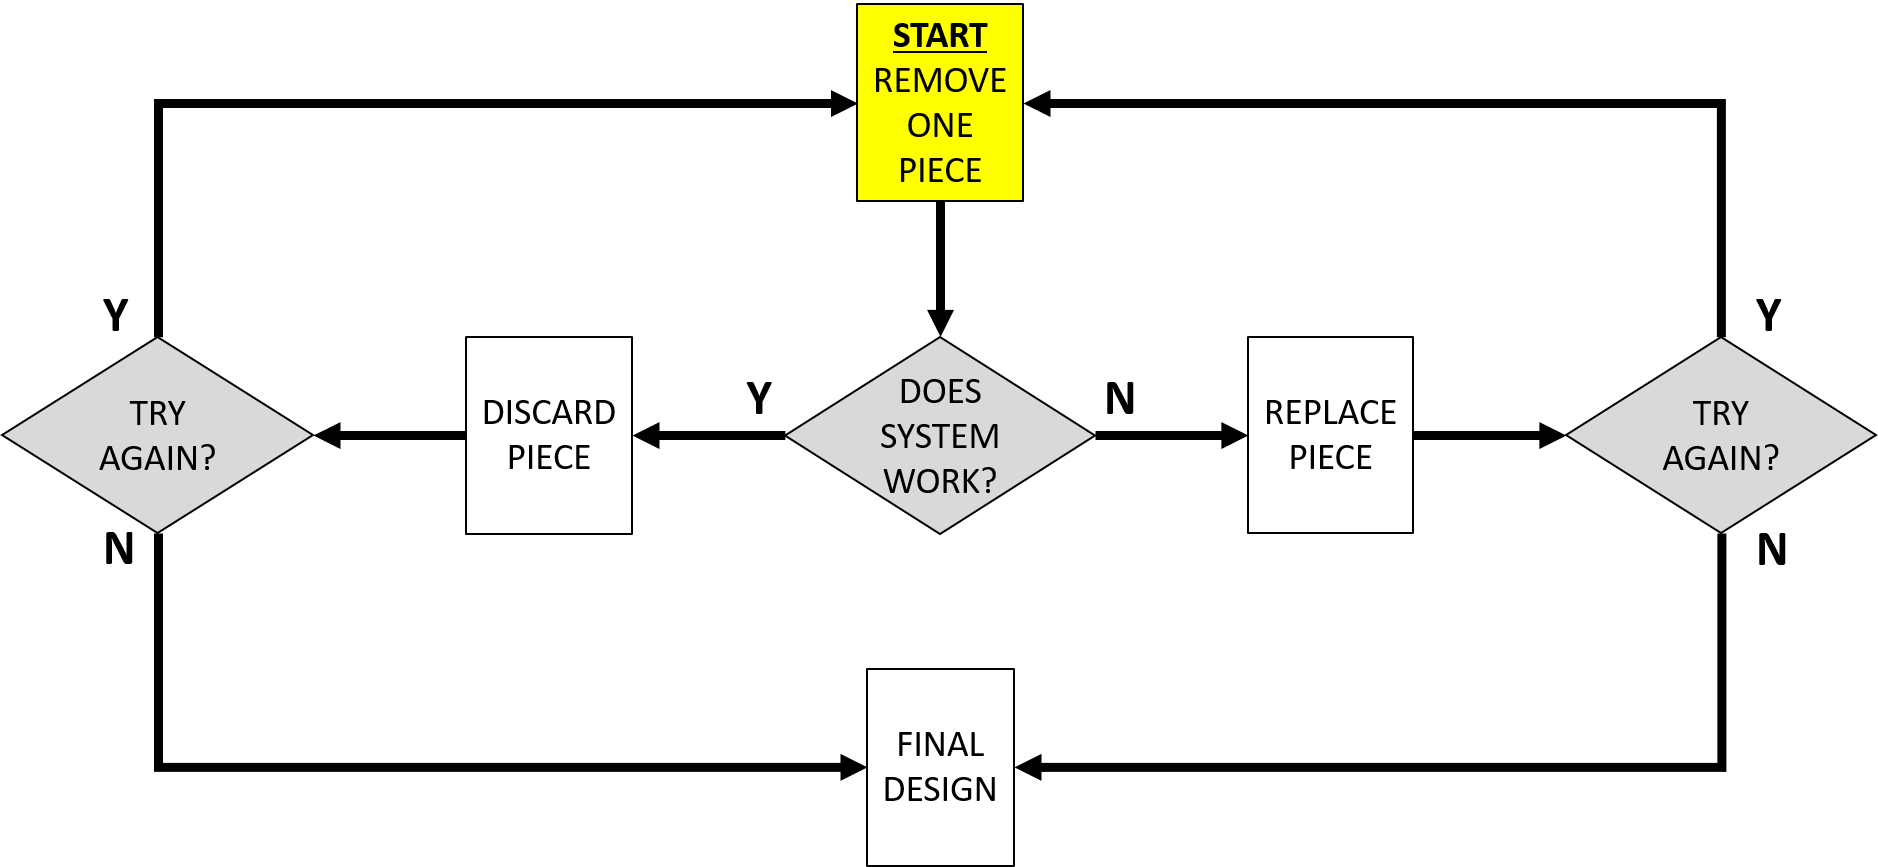 START
REMOVE
ONE
PIECE
Y
Y
TRY
AGAIN?
DISCARD
PIECE
Y
DOES
SYSTEM
WORK?
N
REPLACE
PIECE
TRY
AGAIN?
N
N
FINAL
DESIGN